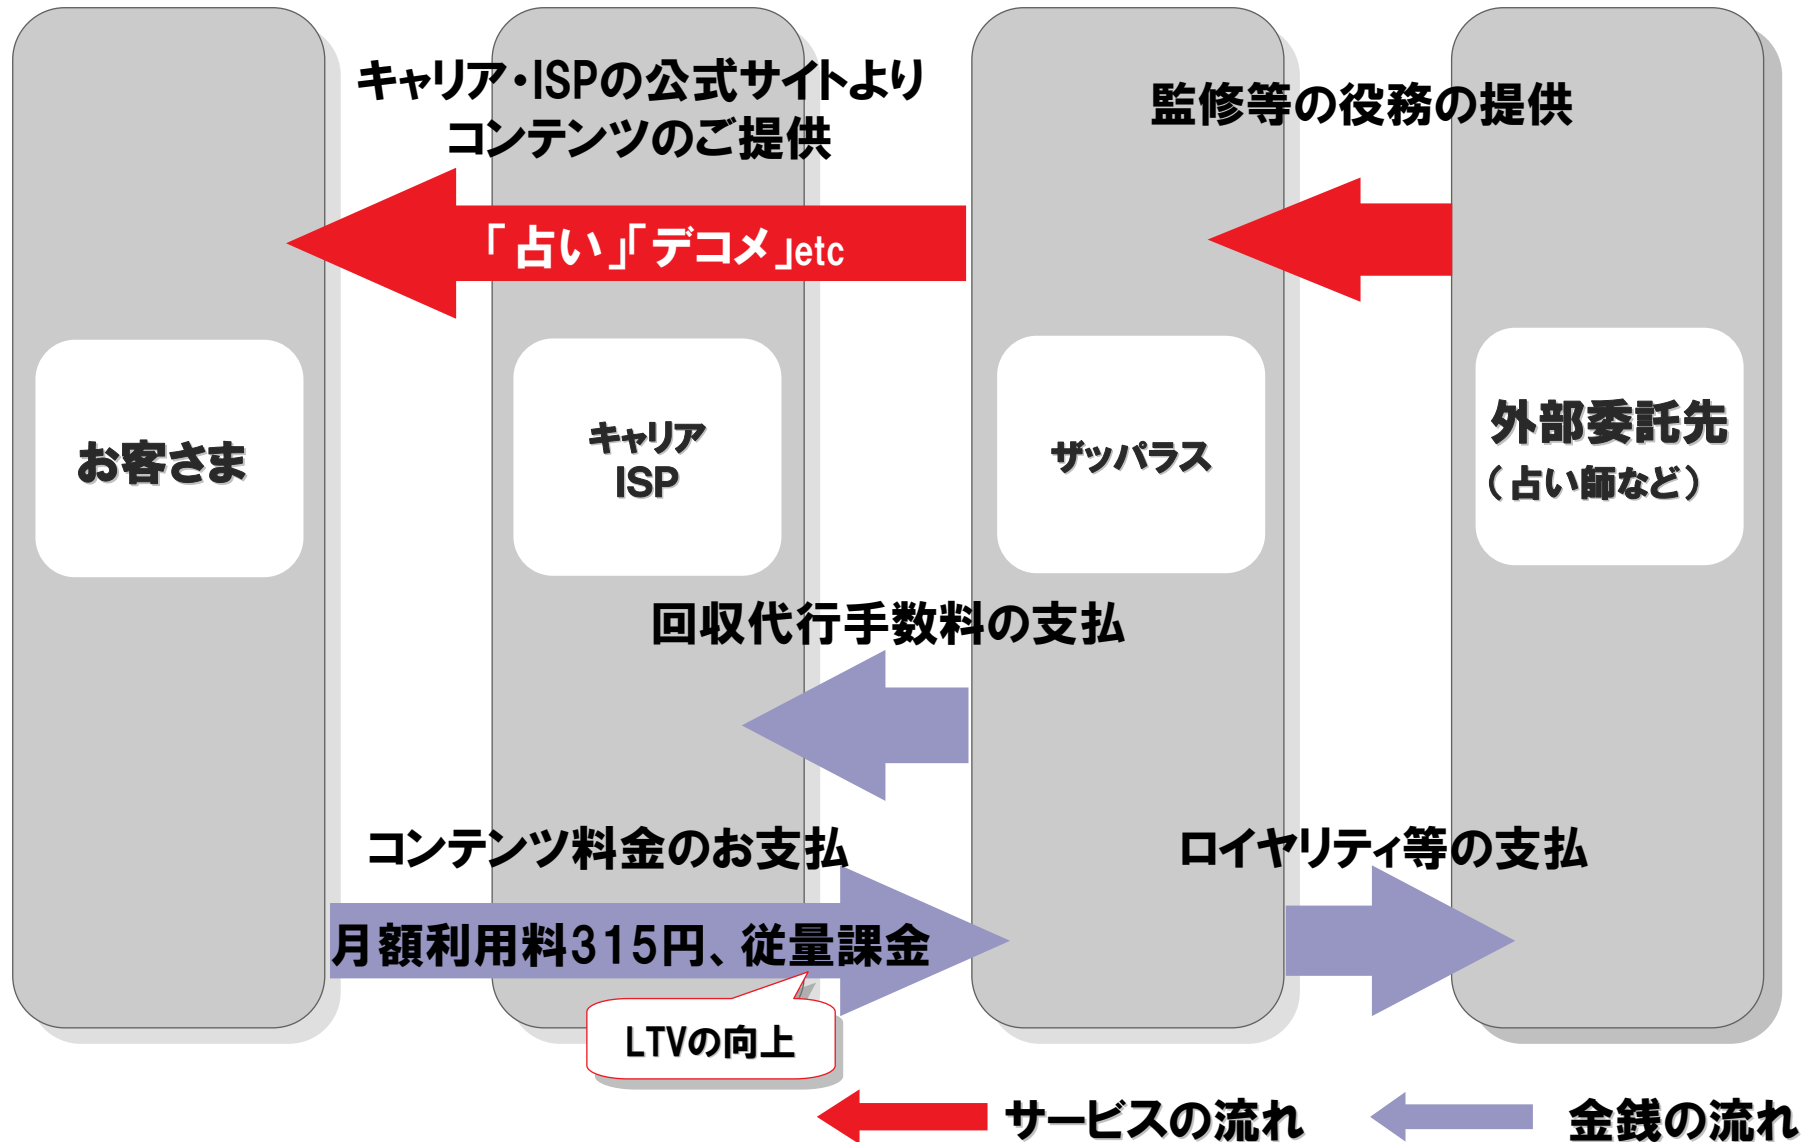 キャリア・ISPの公式サイトより
コンテンツのご提供
監修等の役務の提供
「占い」「デコメ」etc
お客さま
キャリア
ISP
ザッパラス
外部委託先
（占い師など）
回収代行手数料の支払
コンテンツ料金のお支払
ロイヤリティ等の支払
月額利用料315円、従量課金
LTVの向上
サービスの流れ
金銭の流れ